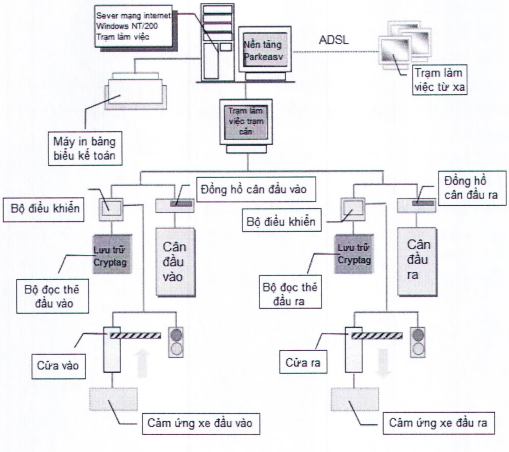 Sever mạng internet
Windows NT/200
Trạm làm việc
Nền tăng
Parkeasv
ADSL
Trạm làm
việc từ xa
Máy in bảng
biểu kế toán
Trạm làm
việc trạm
cân
Bộ điều khiển
Đồng hồ cân đầu vào
Bộ điều khiển
Đồng hồ
cân đầu ra
Lưu trữ
Cryptag
Cân
đầu
vào
Lưu trữ
Cryptag
Cân
đầu
ra
Bộ đọc thẻ
đầu vào
Bộ đọc thẻ
đầu ra
Cửa vào
Cửa ra
Cảm ứng xe đầu vào
Cảm ứng xe đầu ra